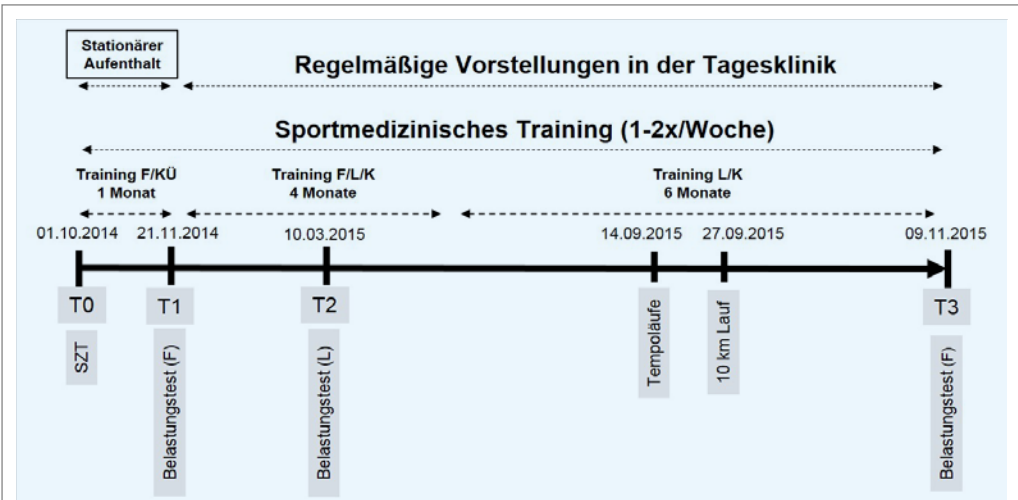 Stationärer
Aufenthalt
Regelmäßige Vorstellungen in der Tagesklinik
Sportmedizinisches Training (1-2x/Woche)
Training F/KÜ
1 Monat
Training F/L/K
4 Monate
Training L/K
6 Monate
01.10.2014
21.11.2014
10.03.2015
14.09.2015
27.09.2015
09.11.2015
T0
T1
T2
T3
SZT
Belastungstest (F)
Belastungstest (L)
Tempoläufe
10 km Lauf
Belastungstest (F)